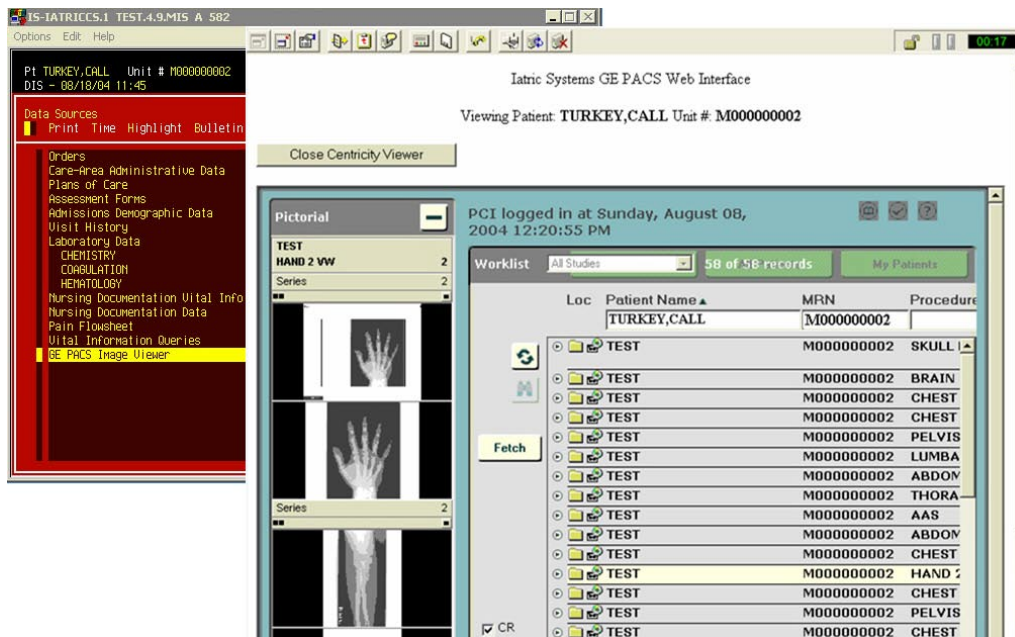 IS-IATRICCS.1 TEST.4.9.MIS A 582
Options Edit Help
Pt TURKEY,CALL Unit # M000000002
DIS - 08/18/04 11:45
Data Sources
Print Time Highlight Bulletin
Orders
Care-Area Administrative Data
Plans of Care
Assessment Forms
Admissions Demographic Data
Visit History
Laboratory Data
CHEMISTRY
COAGULATION
HEMATOLOGY
Nursing Documentation Vital Info
Nursing Documentation Data
Pain Flowsheet
Vital Information Queries
GE PACS Image Viewer
00:17
Iatric Systems GE PACS Web Interface
Viewing Patient: TURKEY,CALL Unit #: M000000002
Close Centricity Viewer
Pictorial
TEST
HAND 2 VW 2
Series 2
Series 2
PCI logged in at Sunday, August 08,
2004 12:20:55 PM
Worklist All Studies 58 of 58 records My Patients
Loc Patient Name MRN Procedure
TURKEY,CALL M000000002
TEST M000000002 SKULL
TEST M000000002 BRAIN
TEST M000000002 CHEST
TEST M000000002 CHEST
TEST M000000002 PELVIS
TEST M000000002 LUMBA
TEST M000000002 ABDOM
TEST M000000002 THORA
TEST M000000002 AAS
TEST M000000002 ABDOM
TEST M000000002 CHEST
TEST M000000002 HAND 2
TEST M000000002 CHEST
TEST M000000002 PELVIS
TEST M000000002 CHEST
Fetch
CR